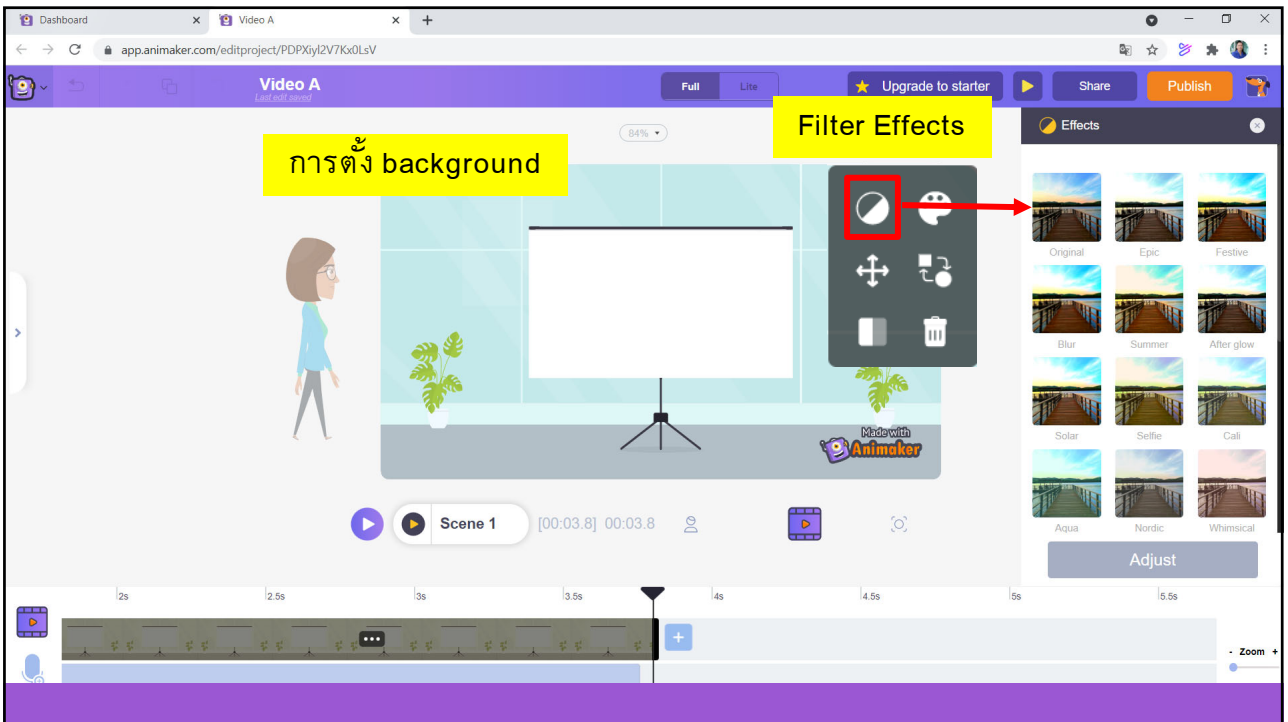 Dashboard
Video A
app.animaker.com/editproject/PDPXiyl2V7Kx0LsV
Video A
Last edit saved
Full
Lite
Upgrade to starter
Share
Publish
84%
การตั้ง background
Filter Effects
Effects
Original
Epic
Festive
Blur
Summer
After glow
Solar
Selfie
Cali
Aqua
Nordic
Whimsical
Adjust
Made with
Animaker
Scene 1
[00:03.8] 00:03.8
2s
2.5s
3s
3.5s
4s
4.5s
5s
5.5s
- Zoom +